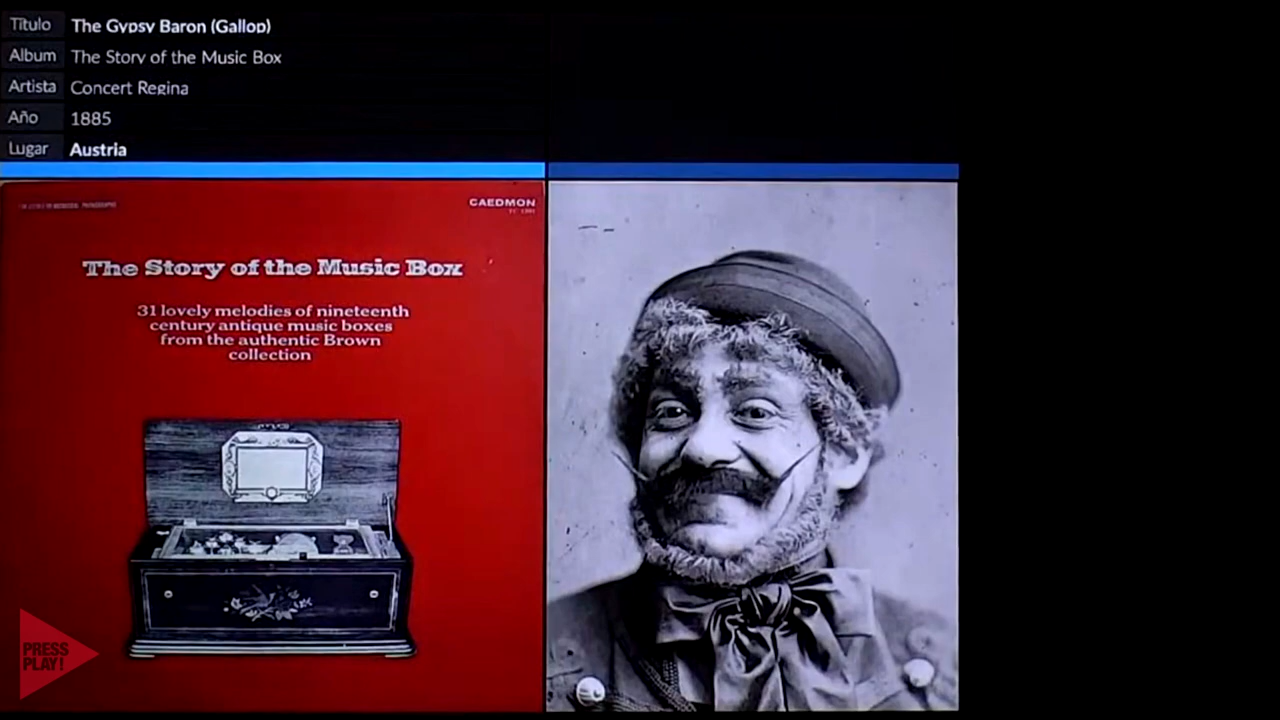 Título The Gypsy Baron (Gallop)
Album The Story of the Music Box
Artista Concert Regina
Año 1885
Lugar Austria
CAEDMON
The Story of the Music Box
31 lovely melodies of nineteenth
century antique music boxes
from the authentic Brown
collection
PRESS
PLAY!